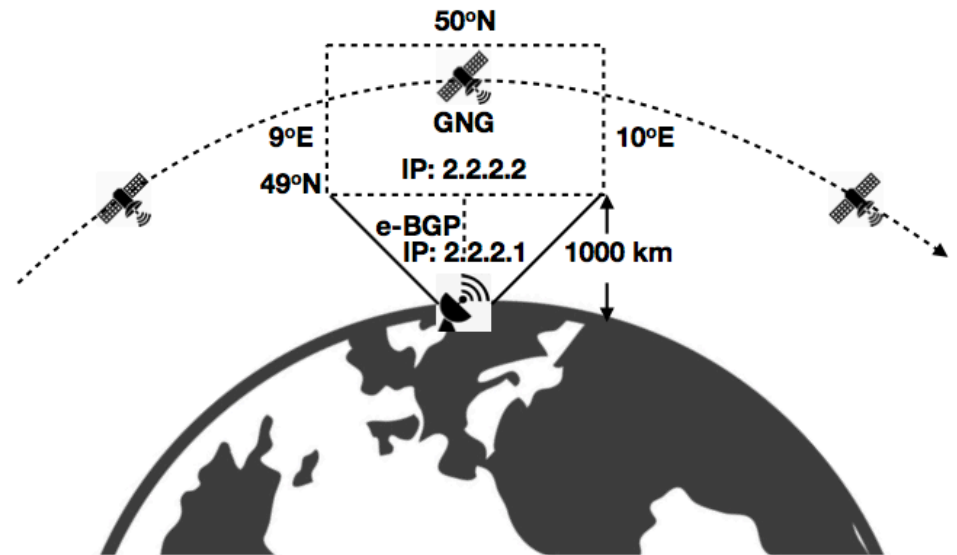 50ºN
GNG
9ºE
10ºE
IP: 2.2.2.2
49ºN
e-BGP
IP: 2.2.2.1
1000 km